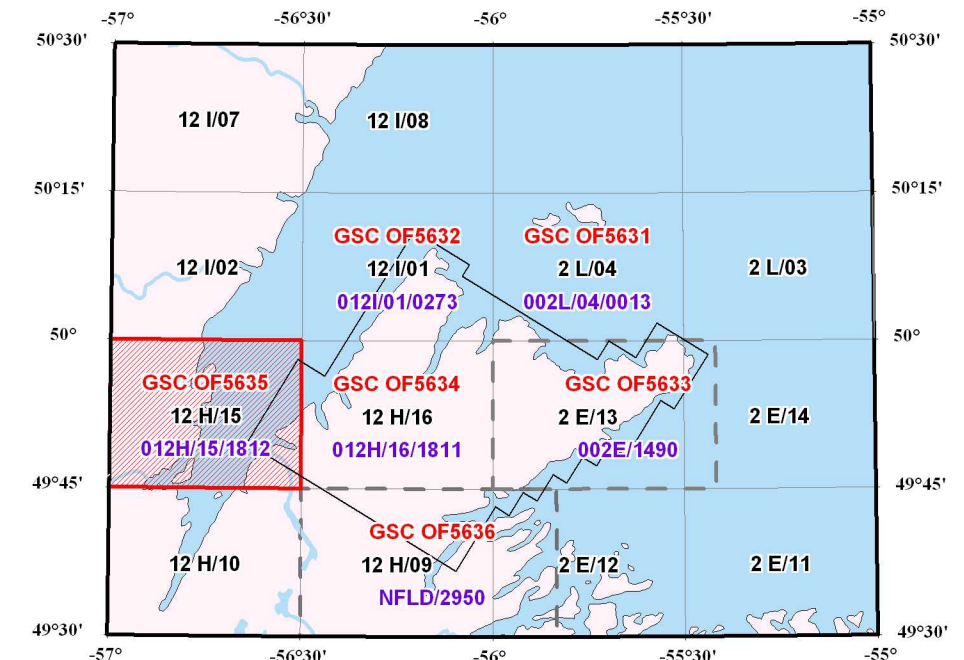 -57° -56°30' -56° -55°30' -55°
50°30' 50°30'
12 I/07 12 I/08
50°15' 50°15'
GSC OF5632 GSC OF5631
12 I/02 12 I/01 2 L/04 2 L/03
012I/01/0273 002L/04/0013
50° 50°
GSC OF5635 GSC OF5634 GSC OF5633
12 H/15 12 H/16 2 E/13 2 E/14
012H/15/1812 012H/16/1811 002E/1490
49°45' 49°45'
GSC OF5636
12 H/10 12 H/09 2 E/12 2 E/11
NFLD/2950
49°30' 49°30'
-57° -56°30' -56° -55°30' -55°